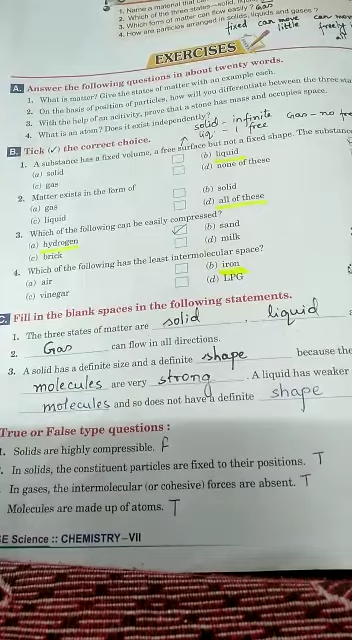 1. Name a material that
2. Which of the three states—solid, Gas
3. Which form of matter can flow easily ?
4. How are particles arranged in solids, liquids and gases ?
fixed can move little
can move freely in all
EXERCISES
A. Answer the following questions in about twenty words.
1. What is matter? Give the states of matter with an example each.
2. On the basis of position of particles, how will you differentiate between the three sta
3. With the help of an activity, prove that a stone has mass and occupies space.
4. What is an atom? Does it exist independently?
solid - infinite Gas - no free
liq - 1 free
B. Tick (✓) the correct choice.
1. A substance has a fixed volume, a free surface but not a fixed shape. The substance
(a) solid (b) liquid
(c) gas (d) none of these
2. Matter exists in the form of
(a) gas (b) solid
(c) liquid (d) all of these
3. Which of the following can be easily compressed?
(a) hydrogen (b) sand
(c) brick (d) milk
4. Which of the following has the least intermolecular space?
(a) air (b) iron
(c) vinegar (d) LPG
C. Fill in the blank spaces in the following statements.
1. The three states of matter are solid , liquid
2. Gas can flow in all directions.
3. A solid has a definite size and a definite shape because the
molecules are very strong . A liquid has weaker
molecules and so does not have a definite shape
True or False type questions :
1. Solids are highly compressible. F
. In solids, the constituent particles are fixed to their positions. T
In gases, the intermolecular (or cohesive) forces are absent. T
Molecules are made up of atoms. T
E Science :: CHEMISTRY–VII